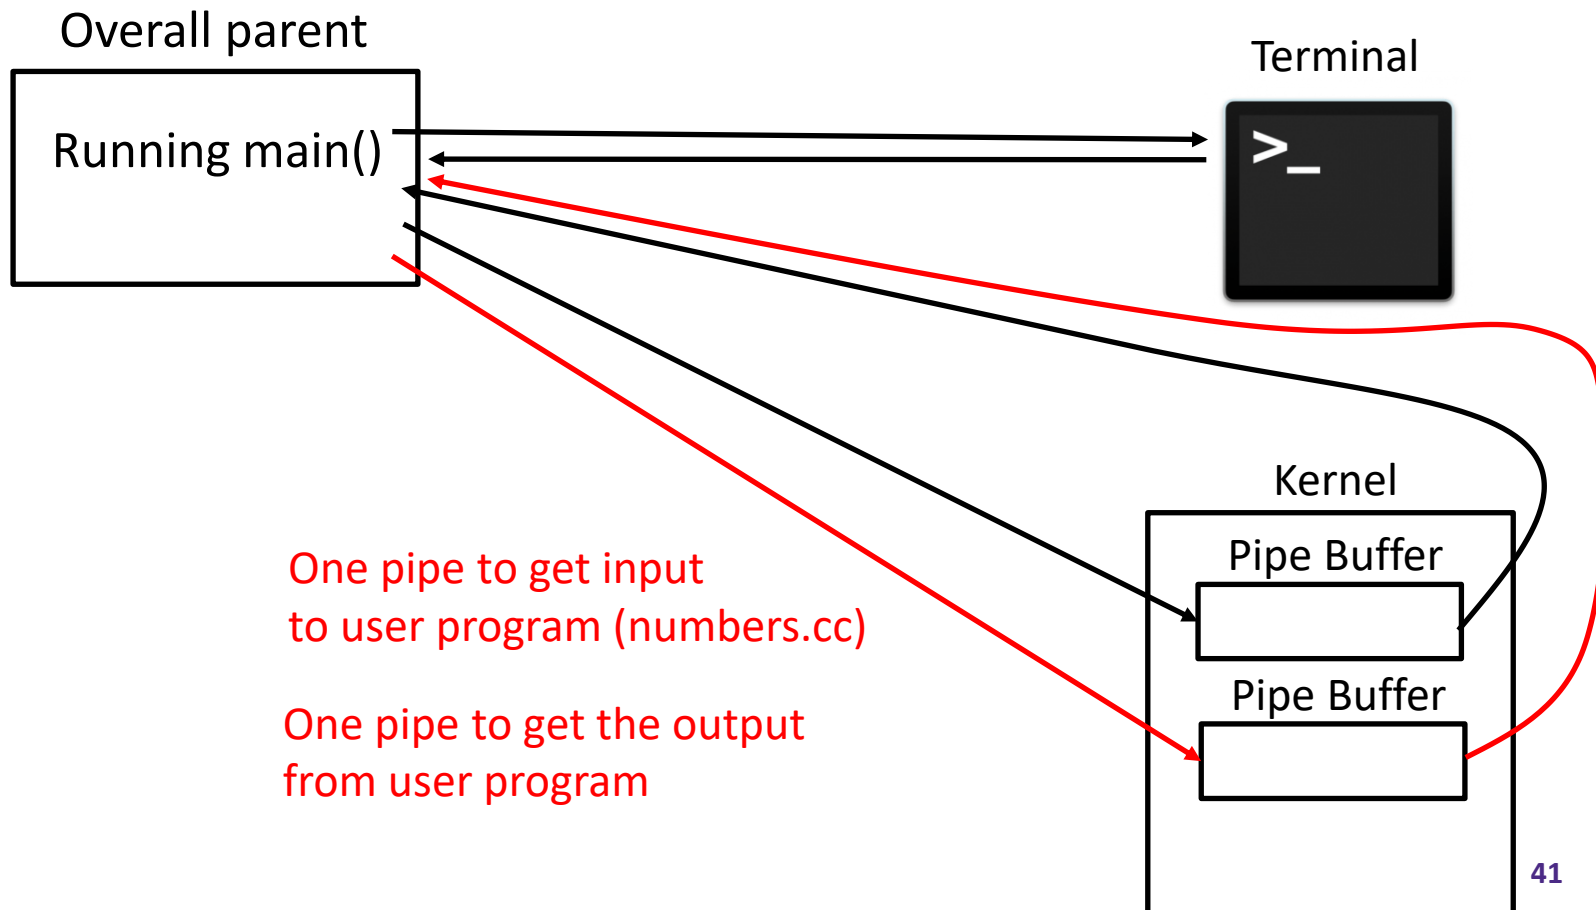 Overall parent
Terminal
Running main()
>_
Kernel
Pipe Buffer
One pipe to get input
to user program (numbers.cc)
Pipe Buffer
One pipe to get the output
from user program
41